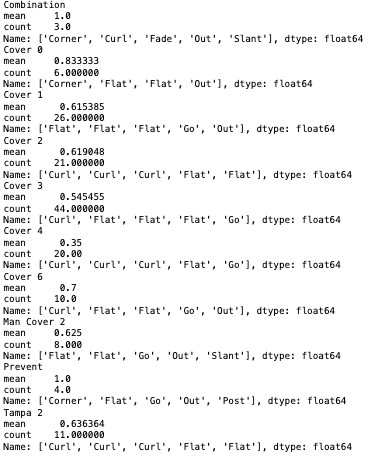 Combination
mean 1.0
count 3.0
Name: ['Corner', 'Curl', 'Fade', 'Out', 'Slant'], dtype: float64
Cover 0
mean 0.833333
count 6.000000
Name: ['Corner', 'Flat', 'Flat', 'Out'], dtype: float64
Cover 1
mean 0.615385
count 26.000000
Name: ['Flat', 'Flat', 'Flat', 'Go', 'Out'], dtype: float64
Cover 2
mean 0.619048
count 21.000000
Name: ['Curl', 'Curl', 'Curl', 'Flat', 'Flat'], dtype: float64
Cover 3
mean 0.545455
count 44.000000
Name: ['Curl', 'Flat', 'Flat', 'Flat', 'Go'], dtype: float64
Cover 4
mean 0.35
count 20.00
Name: ['Curl', 'Curl', 'Curl', 'Flat', 'Go'], dtype: float64
Cover 6
mean 0.7
count 10.0
Name: ['Curl', 'Flat', 'Flat', 'Go', 'Out'], dtype: float64
Man Cover 2
mean 0.625
count 8.000
Name: ['Flat', 'Flat', 'Go', 'Out', 'Slant'], dtype: float64
Prevent
mean 1.0
count 4.0
Name: ['Corner', 'Flat', 'Go', 'Out', 'Post'], dtype: float64
Tampa 2
mean 0.636364
count 11.000000
Name: ['Curl', 'Curl', 'Curl', 'Flat', 'Flat'], dtype: float64